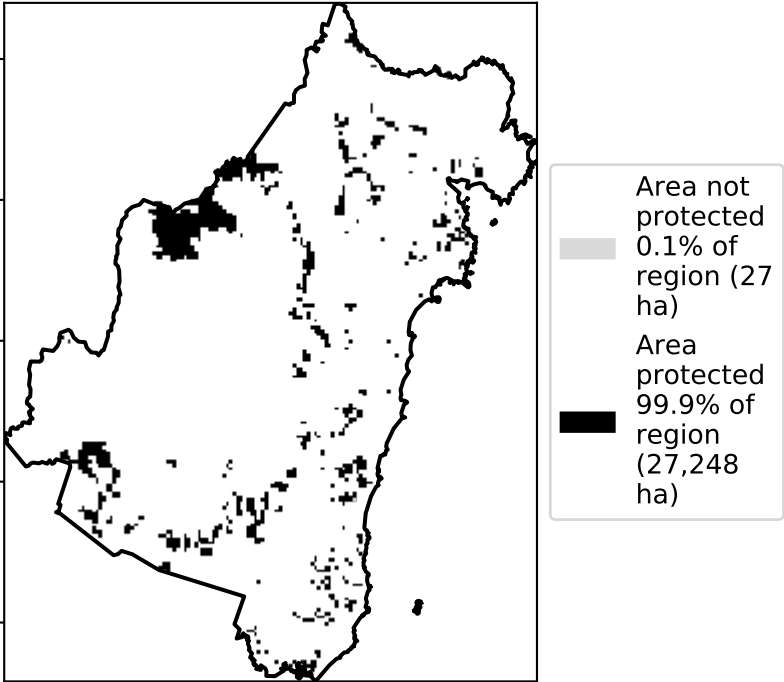 Area not
protected
0.1% of
region (27
ha)
Area
protected
99.9% of
region
(27,248
ha)